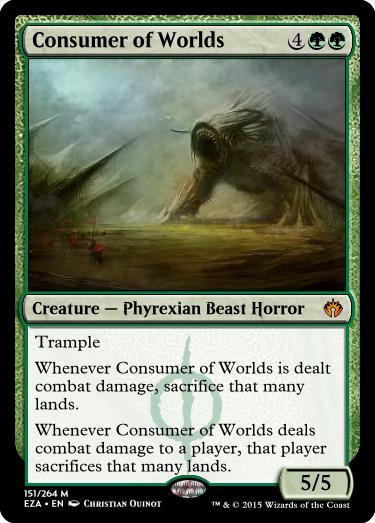 Consumer of Worlds 4
Creature — Phyrexian Beast Horror
Trample
Whenever Consumer of Worlds is dealt
combat damage, sacrifice that many
lands.
Whenever Consumer of Worlds deals
combat damage to a player, that player
sacrifices that many lands.
5/5
151/264 M
EZA • EN Christian Quinot ™ & © 2015 Wizards of the Coast